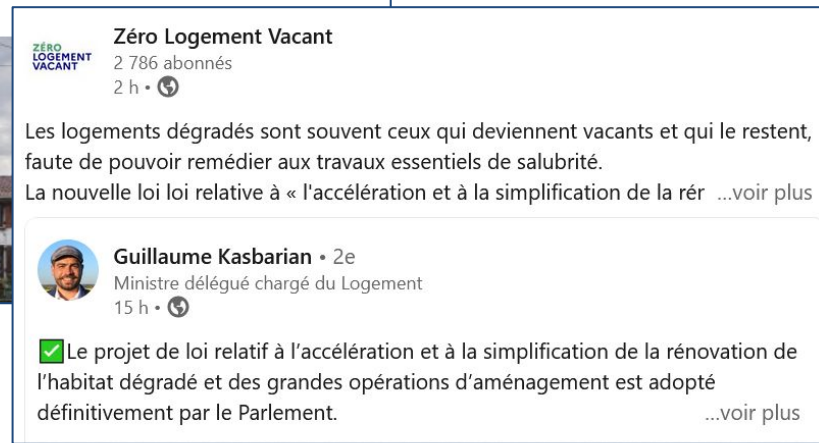 ZÉRO
LOGEMENT
VACANT
Zéro Logement Vacant
2 786 abonnés
2 h •
Les logements dégradés sont souvent ceux qui deviennent vacants et qui le restent,
faute de pouvoir remédier aux travaux essentiels de salubrité.
La nouvelle loi loi relative à « l'accélération et à la simplification de la rér ...voir plus
Guillaume Kasbarian • 2e
Ministre délégué chargé du Logement
15 h •
✅Le projet de loi relatif à l’accélération et à la simplification de la rénovation de
l’habitat dégradé et des grandes opérations d’aménagement est adopté
définitivement par le Parlement. ...voir plus